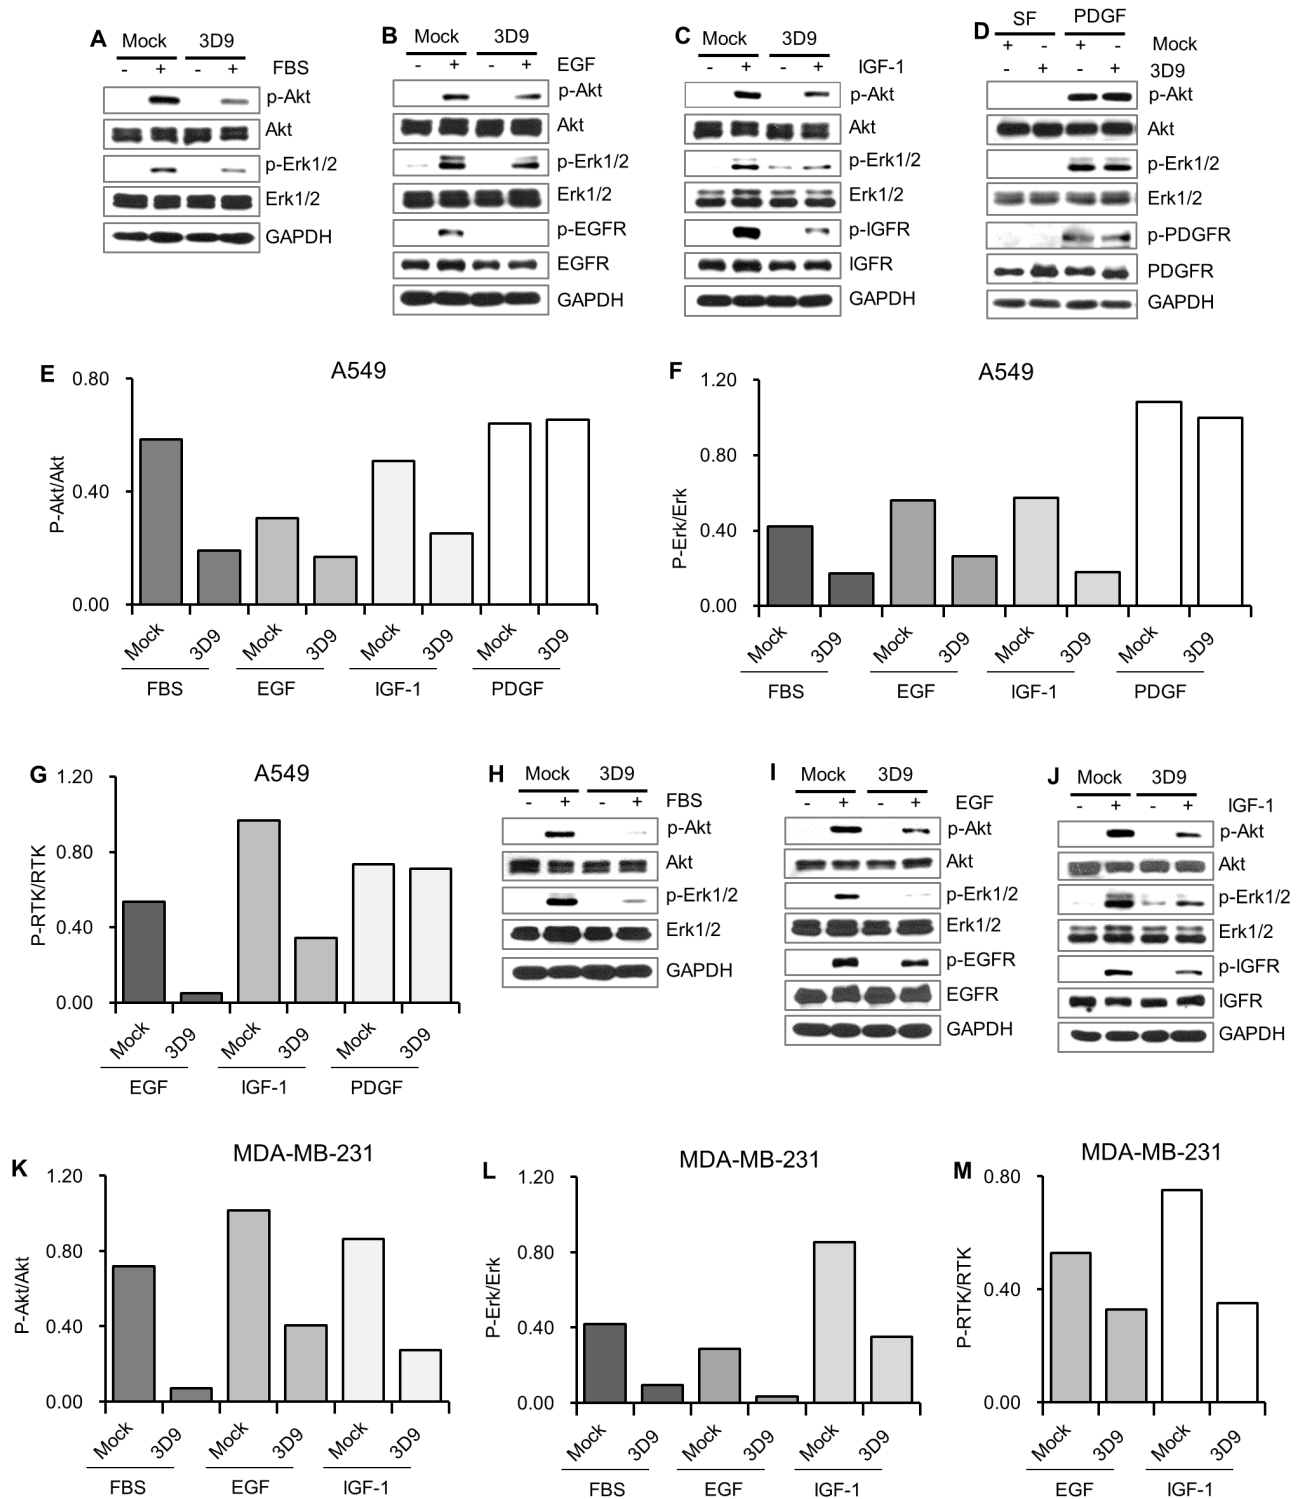 A
Mock 3D9
- + - + FBS
p-Akt
Akt
p-Erk1/2
Erk1/2
GAPDH
B
Mock 3D9
- + - + EGF
p-Akt
Akt
p-Erk1/2
Erk1/2
p-EGFR
EGFR
GAPDH
C
Mock 3D9
- + - + IGF-1
p-Akt
Akt
p-Erk1/2
Erk1/2
p-IGFR
IGFR
GAPDH
D
SF PDGF
+ - + - Mock
- + - + 3D9
p-Akt
Akt
p-Erk1/2
Erk1/2
p-PDGFR
PDGFR
GAPDH
E
A549
P-Akt/Akt
0.80
0.40
0.00
Mock 3D9 Mock 3D9 Mock 3D9 Mock 3D9
FBS EGF IGF-1 PDGF
F
A549
P-Erk/Erk
1.20
0.80
0.40
0.00
Mock 3D9 Mock 3D9 Mock 3D9 Mock 3D9
FBS EGF IGF-1 PDGF
G
A549
P-RTK/RTK
1.20
0.80
0.40
0.00
Mock 3D9 Mock 3D9 Mock 3D9
EGF IGF-1 PDGF
H
Mock 3D9
- + - + FBS
p-Akt
Akt
p-Erk1/2
Erk1/2
GAPDH
I
Mock 3D9
- + - + EGF
p-Akt
Akt
p-Erk1/2
Erk1/2
p-EGFR
EGFR
GAPDH
J
Mock 3D9
- + - + IGF-1
p-Akt
Akt
p-Erk1/2
Erk1/2
p-IGFR
IGFR
GAPDH
K
MDA-MB-231
P-Akt/Akt
1.20
0.80
0.40
0.00
Mock 3D9 Mock 3D9 Mock 3D9
FBS EGF IGF-1
L
MDA-MB-231
P-Erk/Erk
1.20
0.80
0.40
0.00
Mock 3D9 Mock 3D9 Mock 3D9
FBS EGF IGF-1
M
MDA-MB-231
P-RTK/RTK
0.80
0.40
0.00
Mock 3D9 Mock 3D9
EGF IGF-1